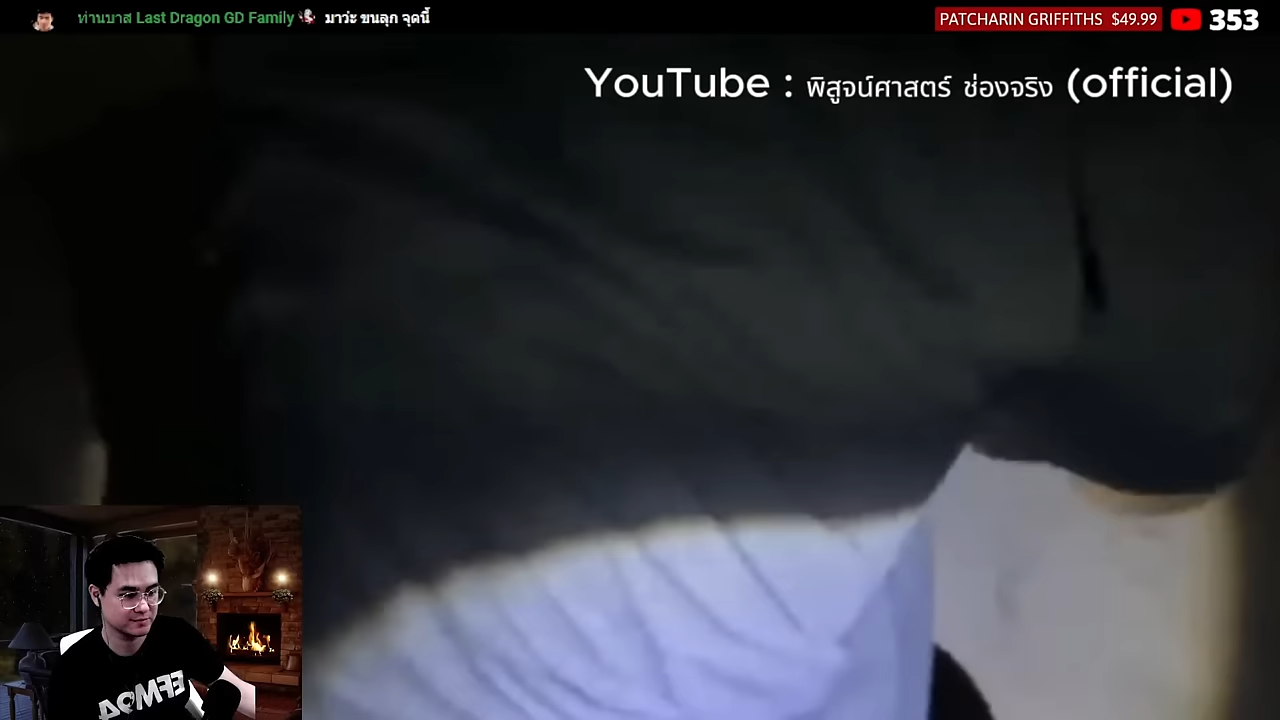 ท่านบาส Last Dragon GD Family มาว่ะ ขนลุก จุดนี้
PATCHARIN GRIFFITHS $49.99 353
YouTube : พิสูจน์ศาสตร์ ช่องจริง (official)